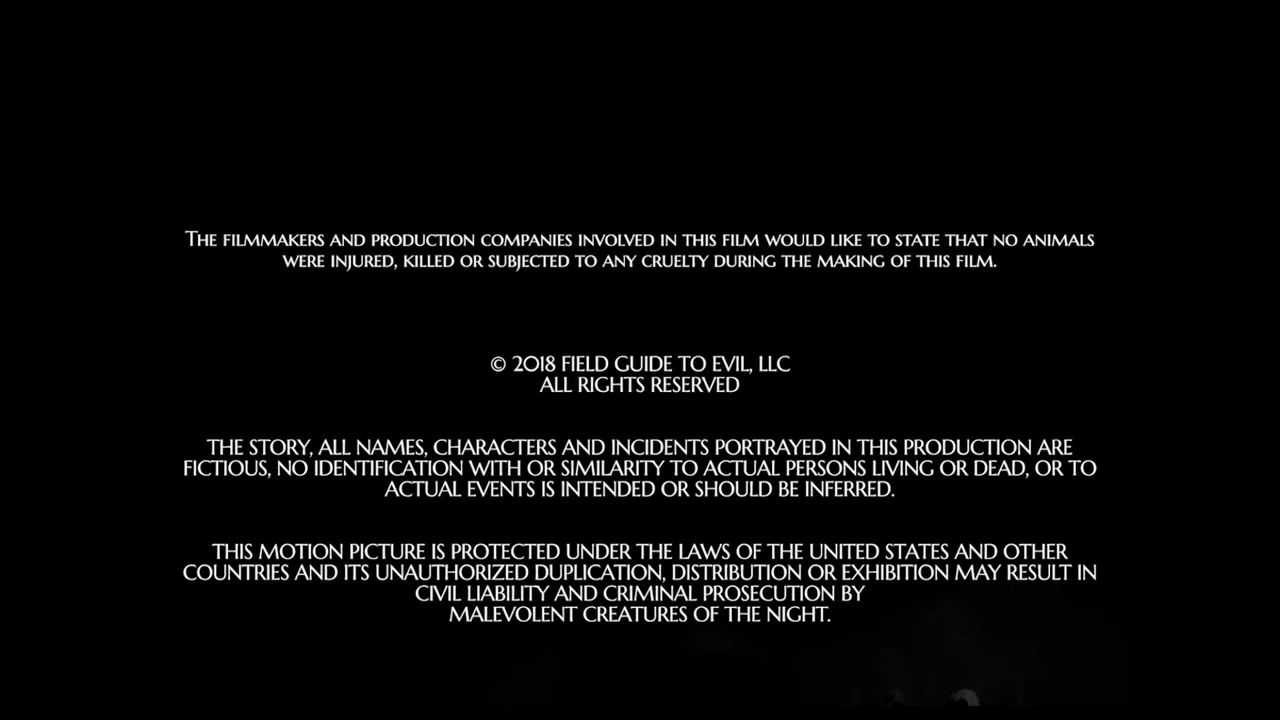 The filmmakers and production companies involved in this film would like to state that no animals
were injured, killed or subjected to any cruelty during the making of this film.
© 2018 FIELD GUIDE TO EVIL, LLC
ALL RIGHTS RESERVED
THE STORY, ALL NAMES, CHARACTERS AND INCIDENTS PORTRAYED IN THIS PRODUCTION ARE
FICTIOUS, NO IDENTIFICATION WITH OR SIMILARITY TO ACTUAL PERSONS LIVING OR DEAD, OR TO
ACTUAL EVENTS IS INTENDED OR SHOULD BE INFERRED.
THIS MOTION PICTURE IS PROTECTED UNDER THE LAWS OF THE UNITED STATES AND OTHER
COUNTRIES AND ITS UNAUTHORIZED DUPLICATION, DISTRIBUTION OR EXHIBITION MAY RESULT IN
CIVIL LIABILITY AND CRIMINAL PROSECUTION BY
MALEVOLENT CREATURES OF THE NIGHT.